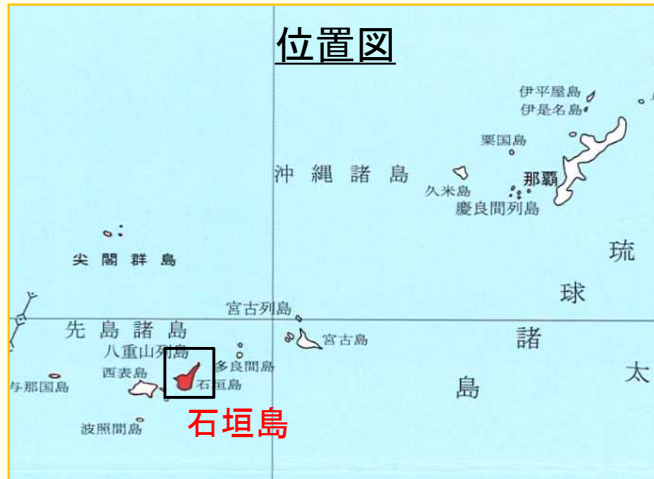 位置図
伊平屋島
伊是名島
粟国島
沖縄諸島
那覇
久米島
慶良間列島
琉球諸島
尖閣群島
宮古列島
先島諸島
宮古島
八重山列島
多良間島
西表島
石垣島
与那国島
太
波照間島
石垣島